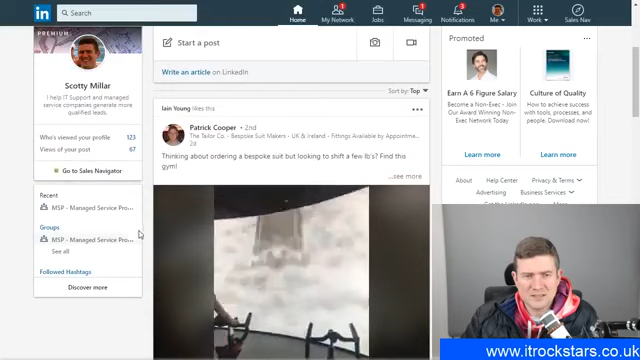 in
Search
Home
1
My Network
Jobs
1
Messaging
3
Notifications
Me
Work
Sales Nav
PREMIUM
Scotty Millar
I help IT Support and managed
service companies generate more
qualified leads.
Who's viewed your profile 123
Views of your post 67
Go to Sales Navigator
Recent
MSP - Managed Service Pro...
Groups
MSP - Managed Service Pro...
See all
Followed Hashtags
Discover more
Start a post
Write an article on LinkedIn
Sort by: Top
Iain Young likes this
Patrick Cooper • 2nd
The Tailor Co. - Bespoke Suit Makers - UK & Ireland - Fittings Available by Appointme...
2d
Thinking about ordering a bespoke suit but looking to shift a few lb's? Find this
gym!
...see more
Promoted
Earn A 6 Figure Salary
Become a Non-Exec - Join
Our Award Winning Non-
Exec Network Today
Learn more
Culture of Quality
How to achieve success
with tools, processes, and
people. Download now!
Learn more
About Help Center Privacy & Terms
Advertising Business Services
www.itrockstars.co.uk